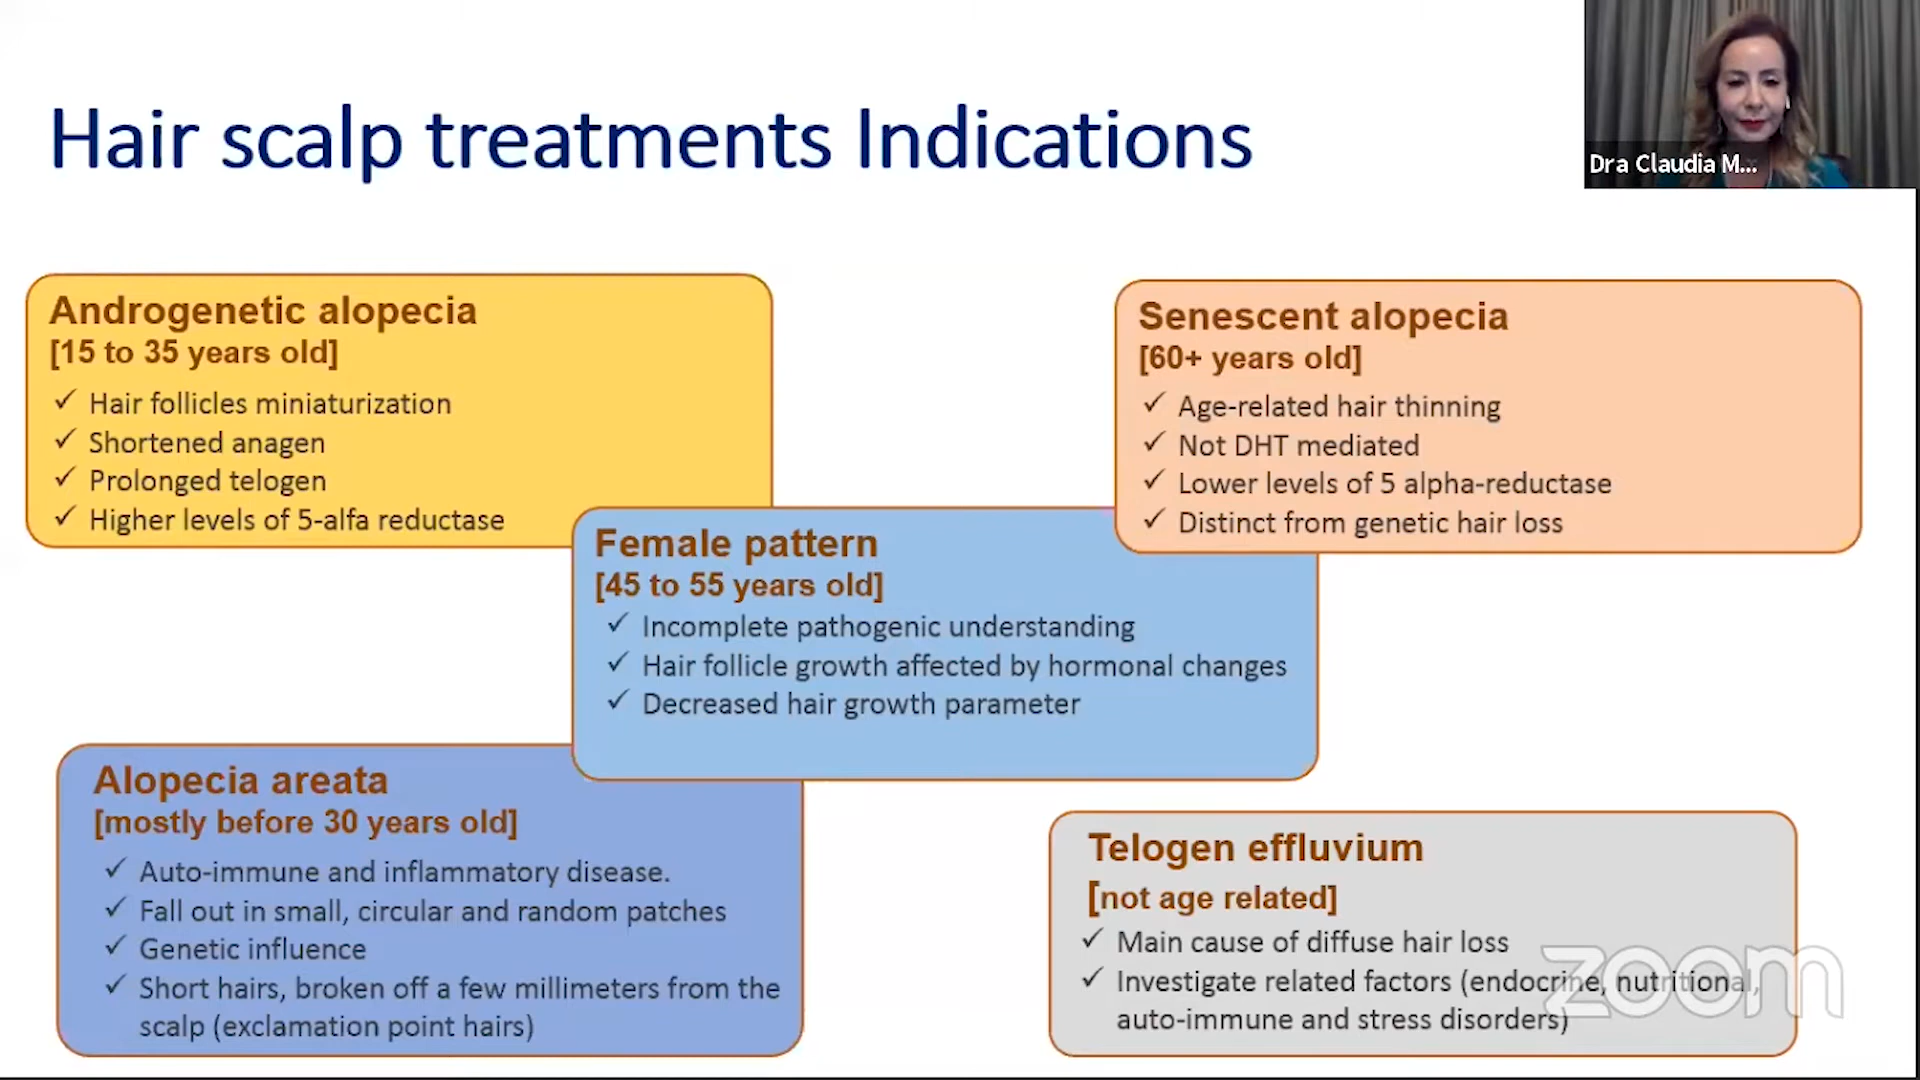 Hair scalp treatments Indications
Dra Claudia M...
Androgenetic alopecia
[15 to 35 years old]
✓ Hair follicles miniaturization
✓ Shortened anagen
✓ Prolonged telogen
✓ Higher levels of 5-alfa reductase
Senescent alopecia
[60+ years old]
✓ Age-related hair thinning
✓ Not DHT mediated
✓ Lower levels of 5 alpha-reductase
✓ Distinct from genetic hair loss
Female pattern
[45 to 55 years old]
✓ Incomplete pathogenic understanding
✓ Hair follicle growth affected by hormonal changes
✓ Decreased hair growth parameter
Alopecia areata
[mostly before 30 years old]
✓ Auto-immune and inflammatory disease.
✓ Fall out in small, circular and random patches
✓ Genetic influence
✓ Short hairs, broken off a few millimeters from the
scalp (exclamation point hairs)
Telogen effluvium
[not age related]
✓ Main cause of diffuse hair loss
✓ Investigate related factors (endocrine, nutritional,
auto-immune and stress disorders)
zoom